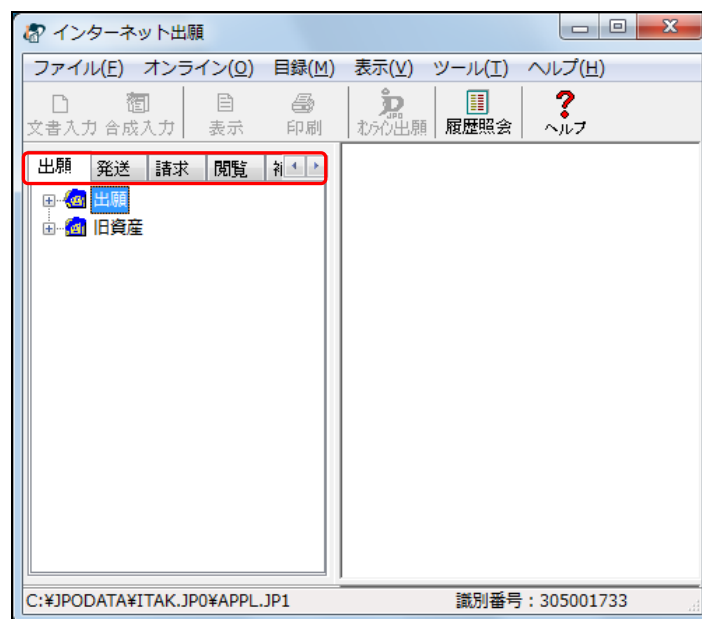 インターネット出願
ファイル(F) オンライン(O) 目録(M) 表示(V) ツール(T) ヘルプ(H)
文書入力 合成入力 表示 印刷 JPO ｵﾝﾗｲﾝ出願 履歴照会 ヘルプ
出願 発送 請求 閲覧
出願
旧資産
C:¥JPODATA¥ITAK.JP0¥APPL.JP1 識別番号：305001733